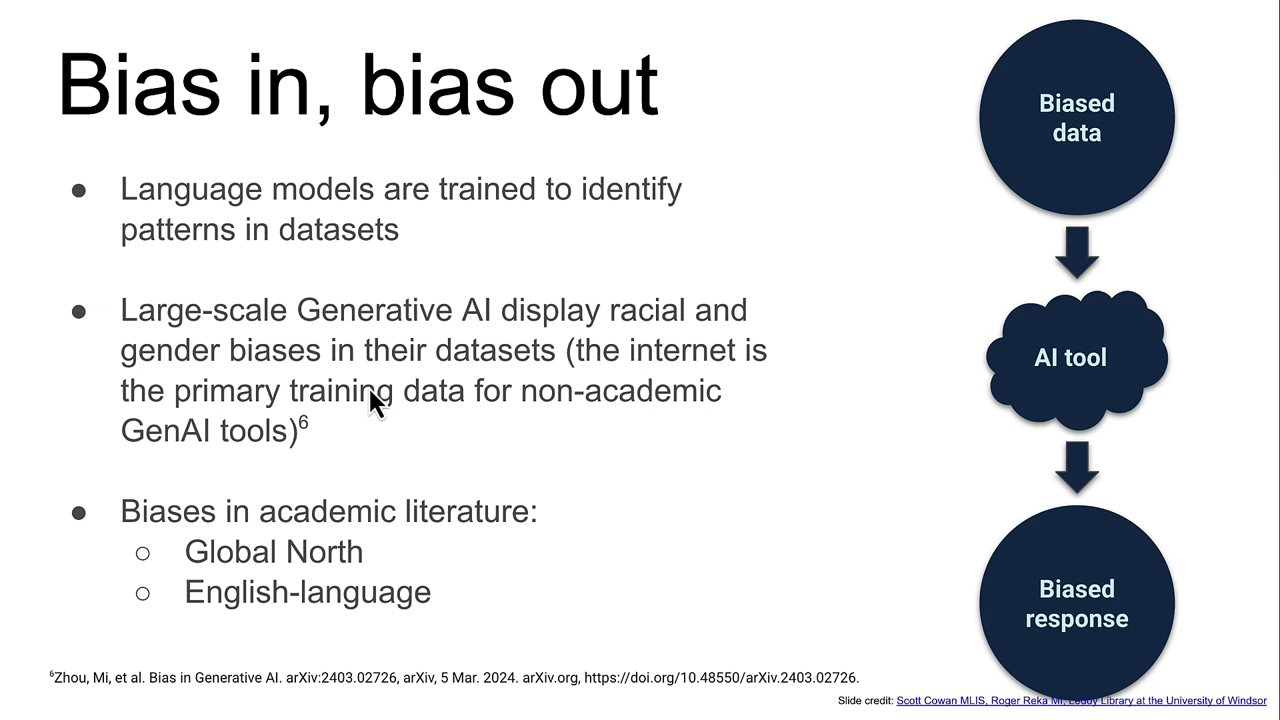 Bias in, bias out
● Language models are trained to identify
patterns in datasets
● Large-scale Generative AI display racial and
gender biases in their datasets (the internet is
the primary training data for non-academic
GenAI tools)6
● Biases in academic literature:
○ Global North
○ English-language
Biased
data
AI tool
Biased
response
6Zhou, Mi, et al. Bias in Generative AI. arXiv:2403.02726, arXiv, 5 Mar. 2024. arXiv.org, https://doi.org/10.48550/arXiv.2403.02726.
Slide credit: Scott Cowan MLIS, Roger Reka MI, Leddy Library at the University of Windsor